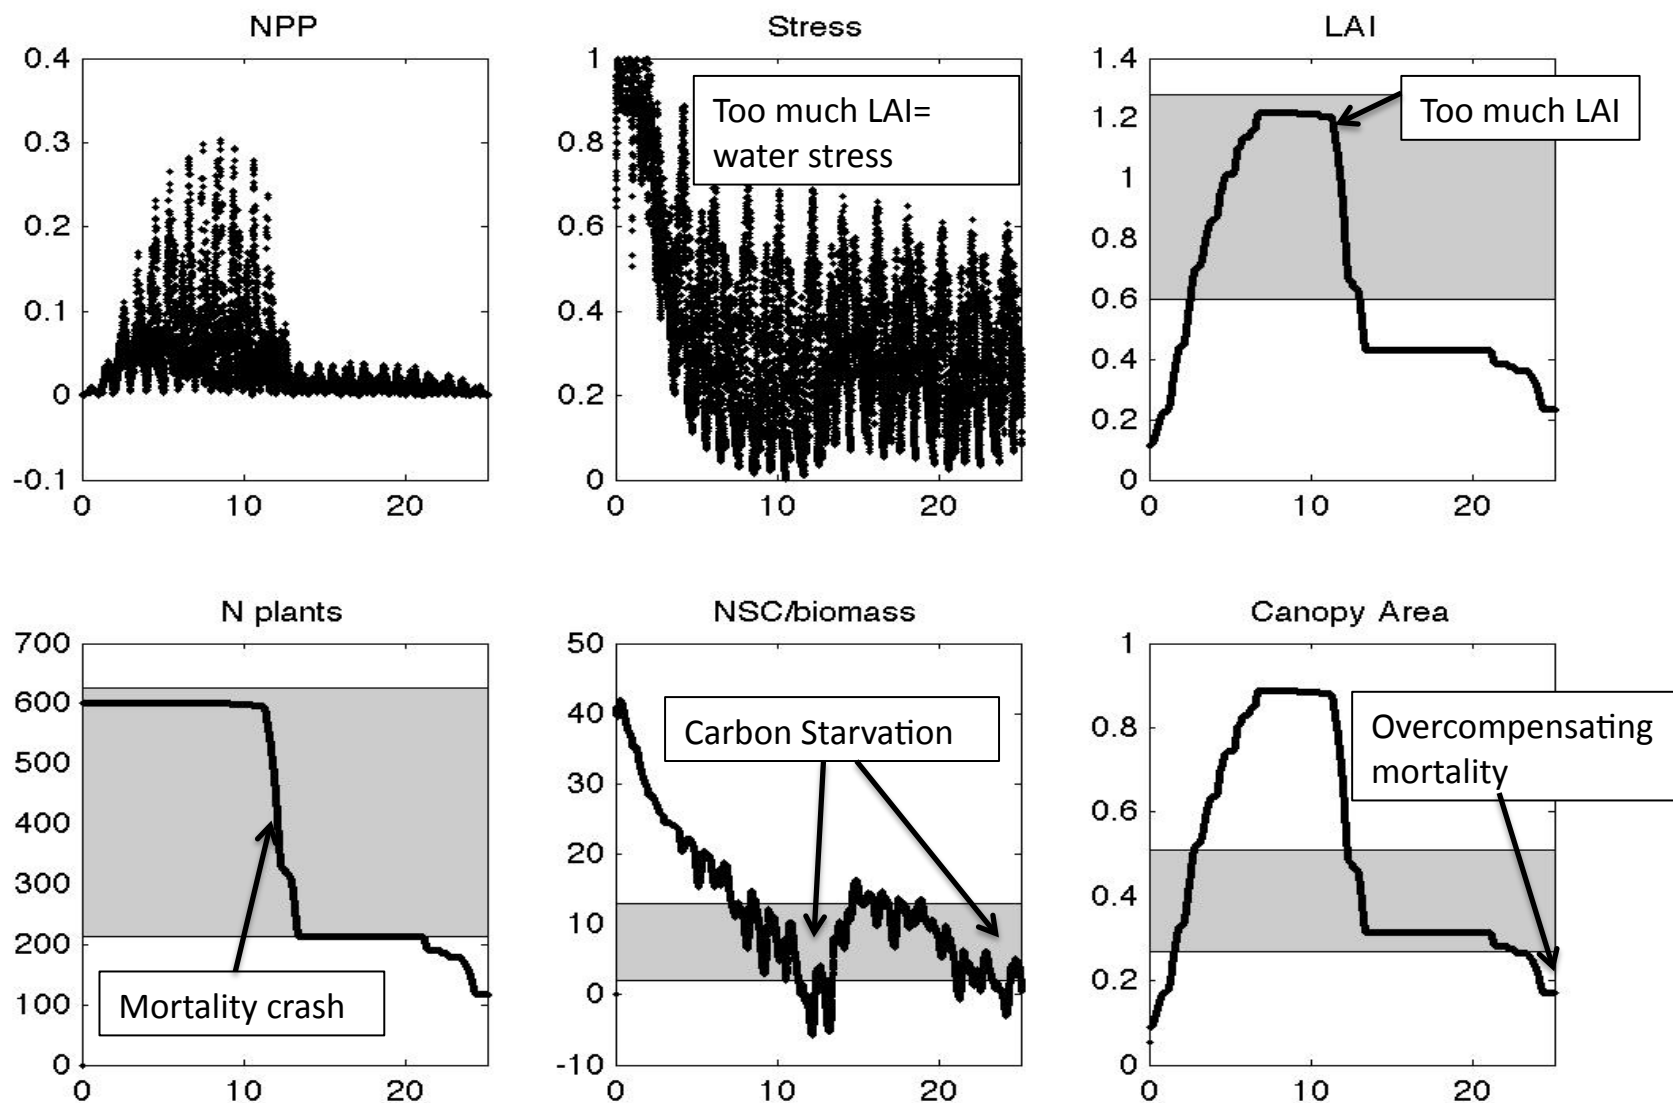 NPP
0.4
0.3
0.2
0.1
0
-0.1
0 10 20
Stress
1
0.8
0.6
0.4
0.2
0
0 10 20
Too much LAI=
water stress
LAI
1.4
1.2
1
0.8
0.6
0.4
0.2
0
0 10 20
Too much LAI
N plants
700
600
500
400
300
200
100
0
0 10 20
Mortality crash
NSC/biomass
50
40
30
20
10
0
-10
0 10 20
Carbon Starvation
Canopy Area
1
0.8
0.6
0.4
0.2
0
0 10 20
Overcompensating
mortality